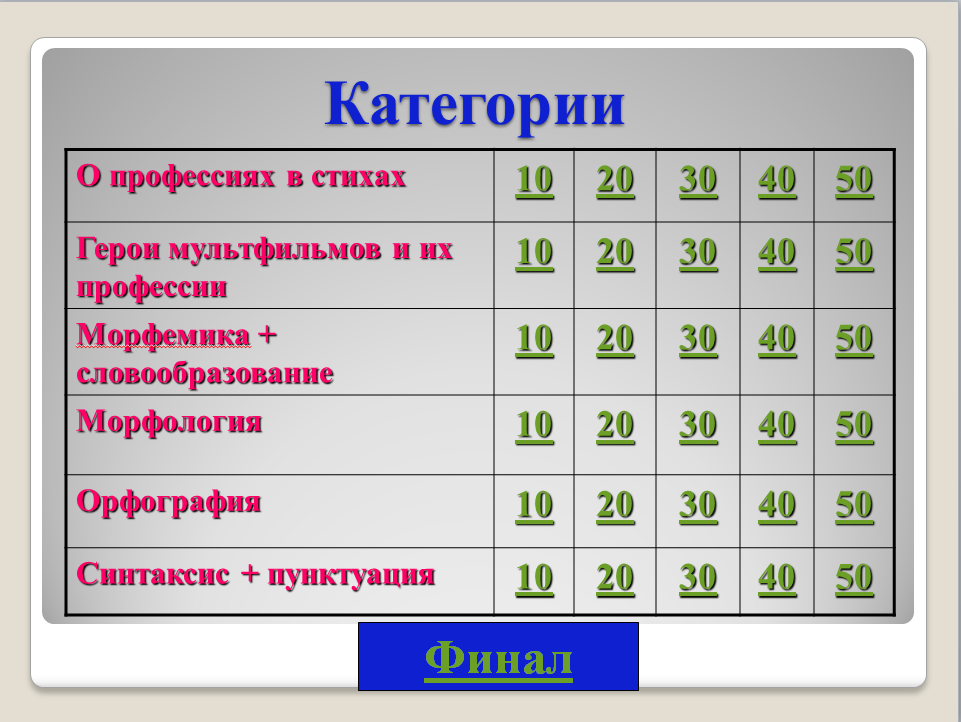 Категории
О профессиях в стихах 10 20 30 40 50
Герои мультфильмов и их 10 20 30 40 50
профессии
Морфемика + 10 20 30 40 50
словообразование
Морфология 10 20 30 40 50
Орфография 10 20 30 40 50
Синтаксис + пунктуация 10 20 30 40 50
Финал